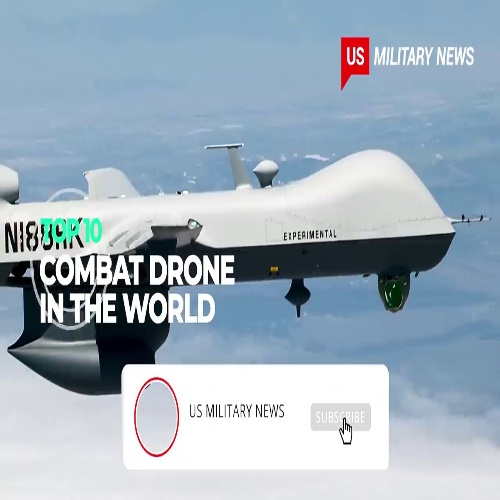 US MILITARY NEWS
EXPERIMENTAL
TOP 10
COMBAT DRONE
IN THE WORLD
US MILITARY NEWS
SUBSCRIBE